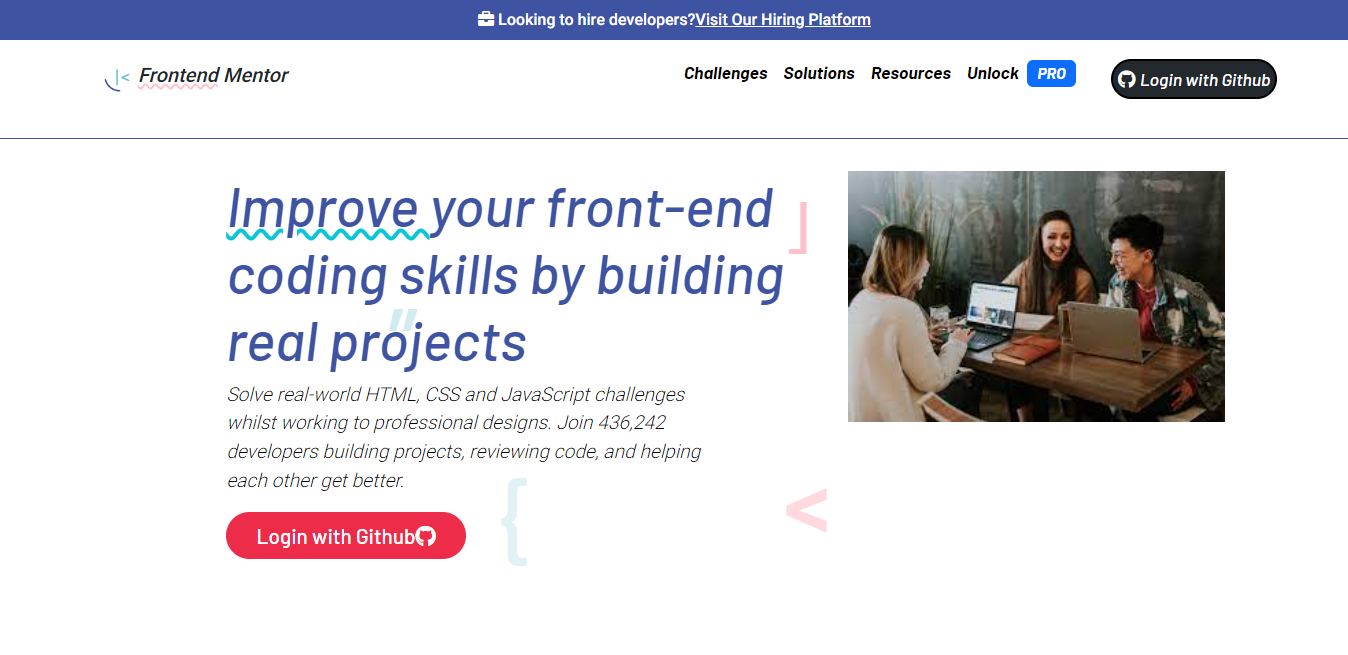 Looking to hire developers?Visit Our Hiring Platform
Frontend Mentor
Challenges Solutions Resources Unlock PRO
Login with Github
Improve your front-end
coding skills by building
real projects
Solve real-world HTML, CSS and JavaScript challenges
whilst working to professional designs. Join 436,242
developers building projects, reviewing code, and helping
each other get better.
Login with Github